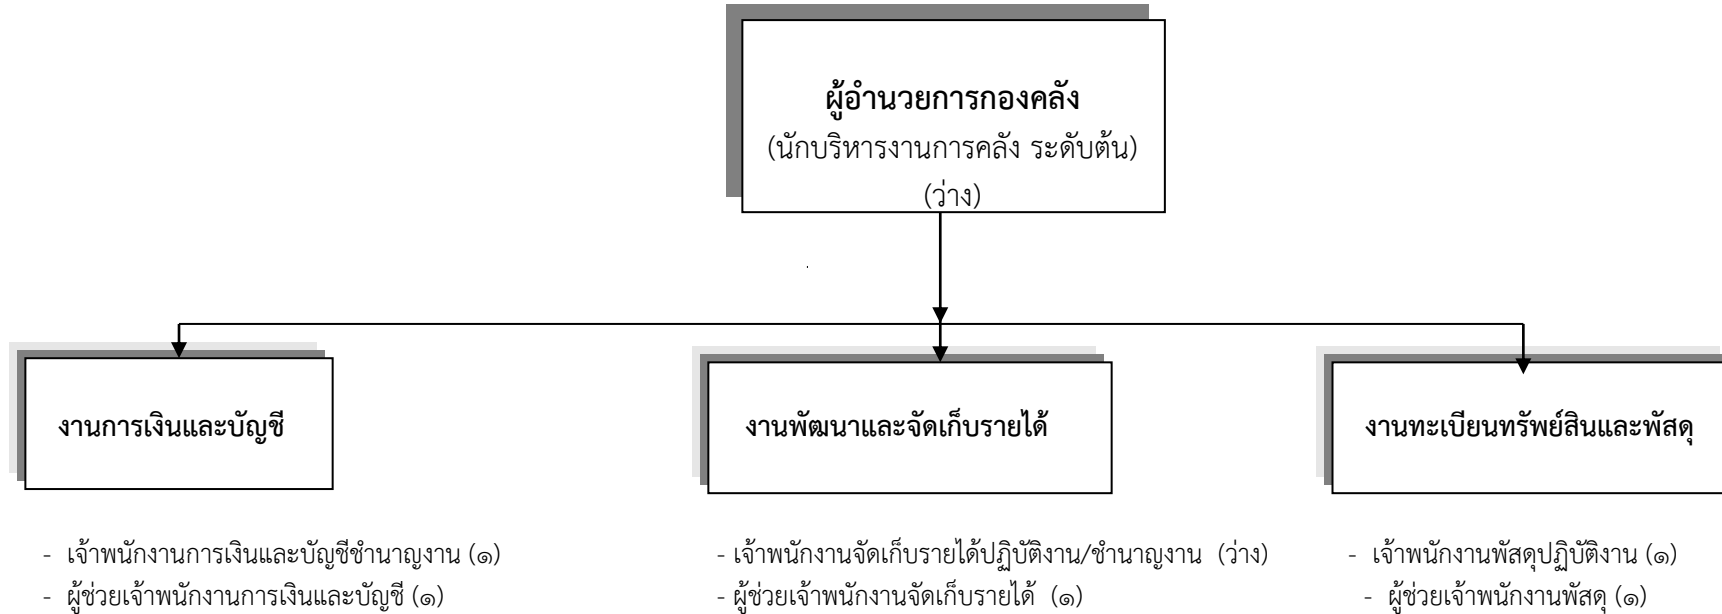 ผู้อำนวยการกองคลัง
(นักบริหารงานการคลัง ระดับต้น)
(ว่าง)
งานการเงินและบัญชี
งานพัฒนาและจัดเก็บรายได้
งานทะเบียนทรัพย์สินและพัสดุ
- เจ้าพนักงานการเงินและบัญชีชำนาญงาน (๑)
- ผู้ช่วยเจ้าพนักงานการเงินและบัญชี (๑)
- เจ้าพนักงานจัดเก็บรายได้ปฏิบัติงาน/ชำนาญงาน (ว่าง)
- ผู้ช่วยเจ้าพนักงานจัดเก็บรายได้ (๑)
- เจ้าพนักงานพัสดุปฏิบัติงาน (๑)
- ผู้ช่วยเจ้าพนักงานพัสดุ (๑)